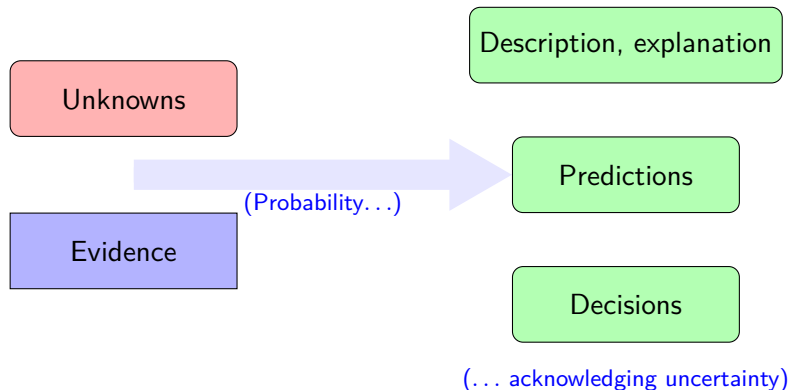 Description, explanation
Unknowns
Predictions
(Probability. . .)
Evidence
Decisions
(. . . acknowledging uncertainty)